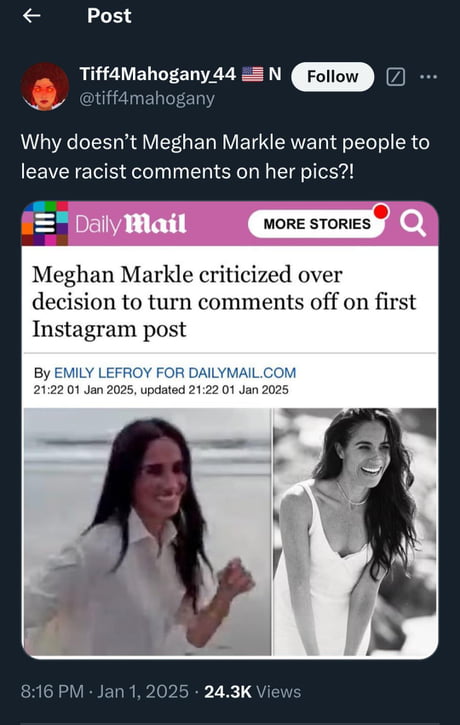 Post
Tiff4Mahogany_44 🇺🇸 N
Follow
@tiff4mahogany
Why doesn't Meghan Markle want people to
leave racist comments on her pics?!
Daily Mail
MORE STORIES
Meghan Markle criticized over
decision to turn comments off on first
Instagram post
By EMILY LEFROY FOR DAILYMAIL.COM
21:22 01 Jan 2025, updated 21:22 01 Jan 2025
8:16 PM · Jan 1, 2025 · 24.3K Views